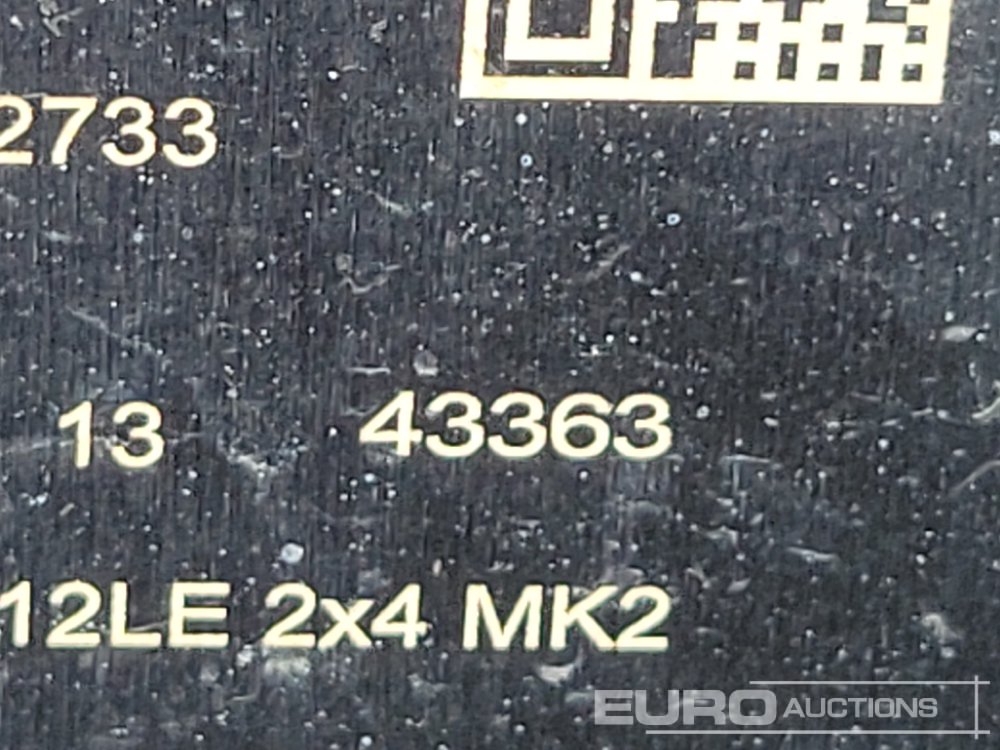 2733
13 43363
12LE 2x4 MK2
EURO AUCTIONS